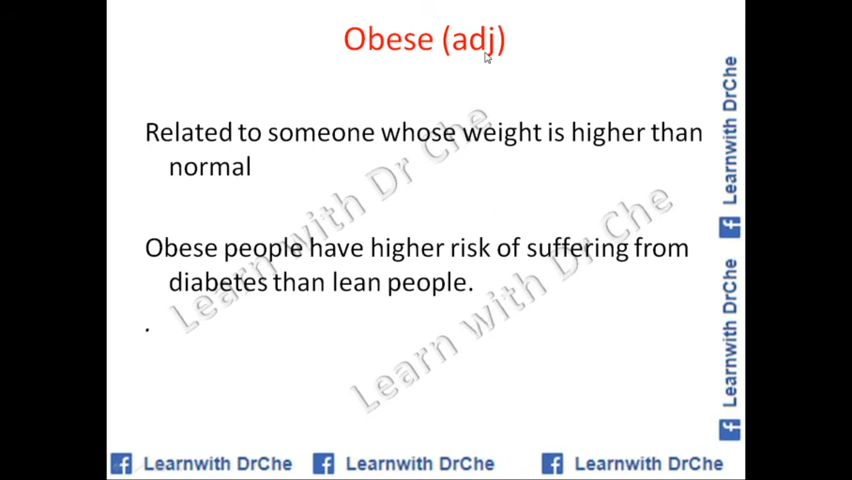 Obese (adj)
Related to someone whose weight is higher than
normal
Obese people have higher risk of suffering from
diabetes than lean people.
.
Learn with Dr Che
Learn with Dr Che
Learnwith DrChe
Learnwith DrChe
Learnwith DrChe
Learnwith DrChe
Learnwith DrChe